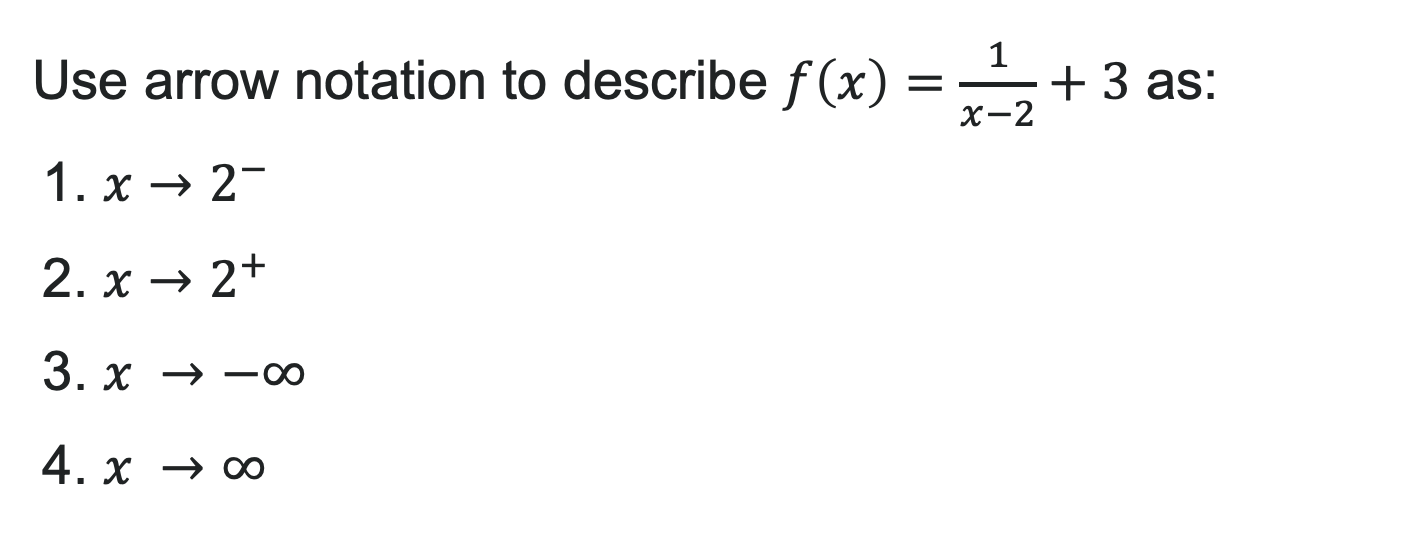 Use arrow notation to describe f(x) = 1/(x−2) + 3 as:
1. x → 2⁻
2. x → 2⁺
3. x → −∞
4. x → ∞